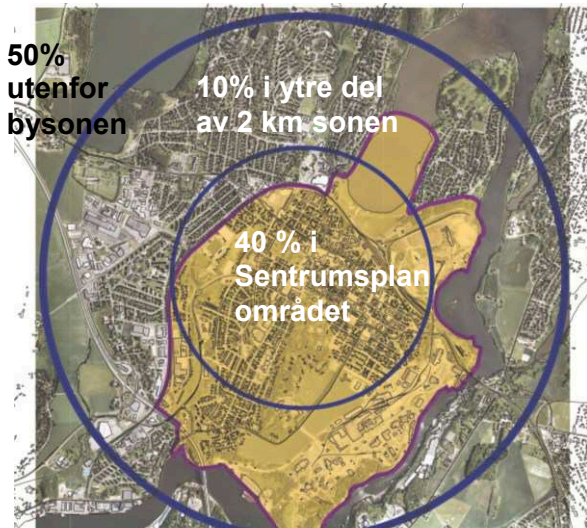 50%
utenfor
bysonen
10% i ytre del
av 2 km sonen
40 % i
Sentrumsplan
området